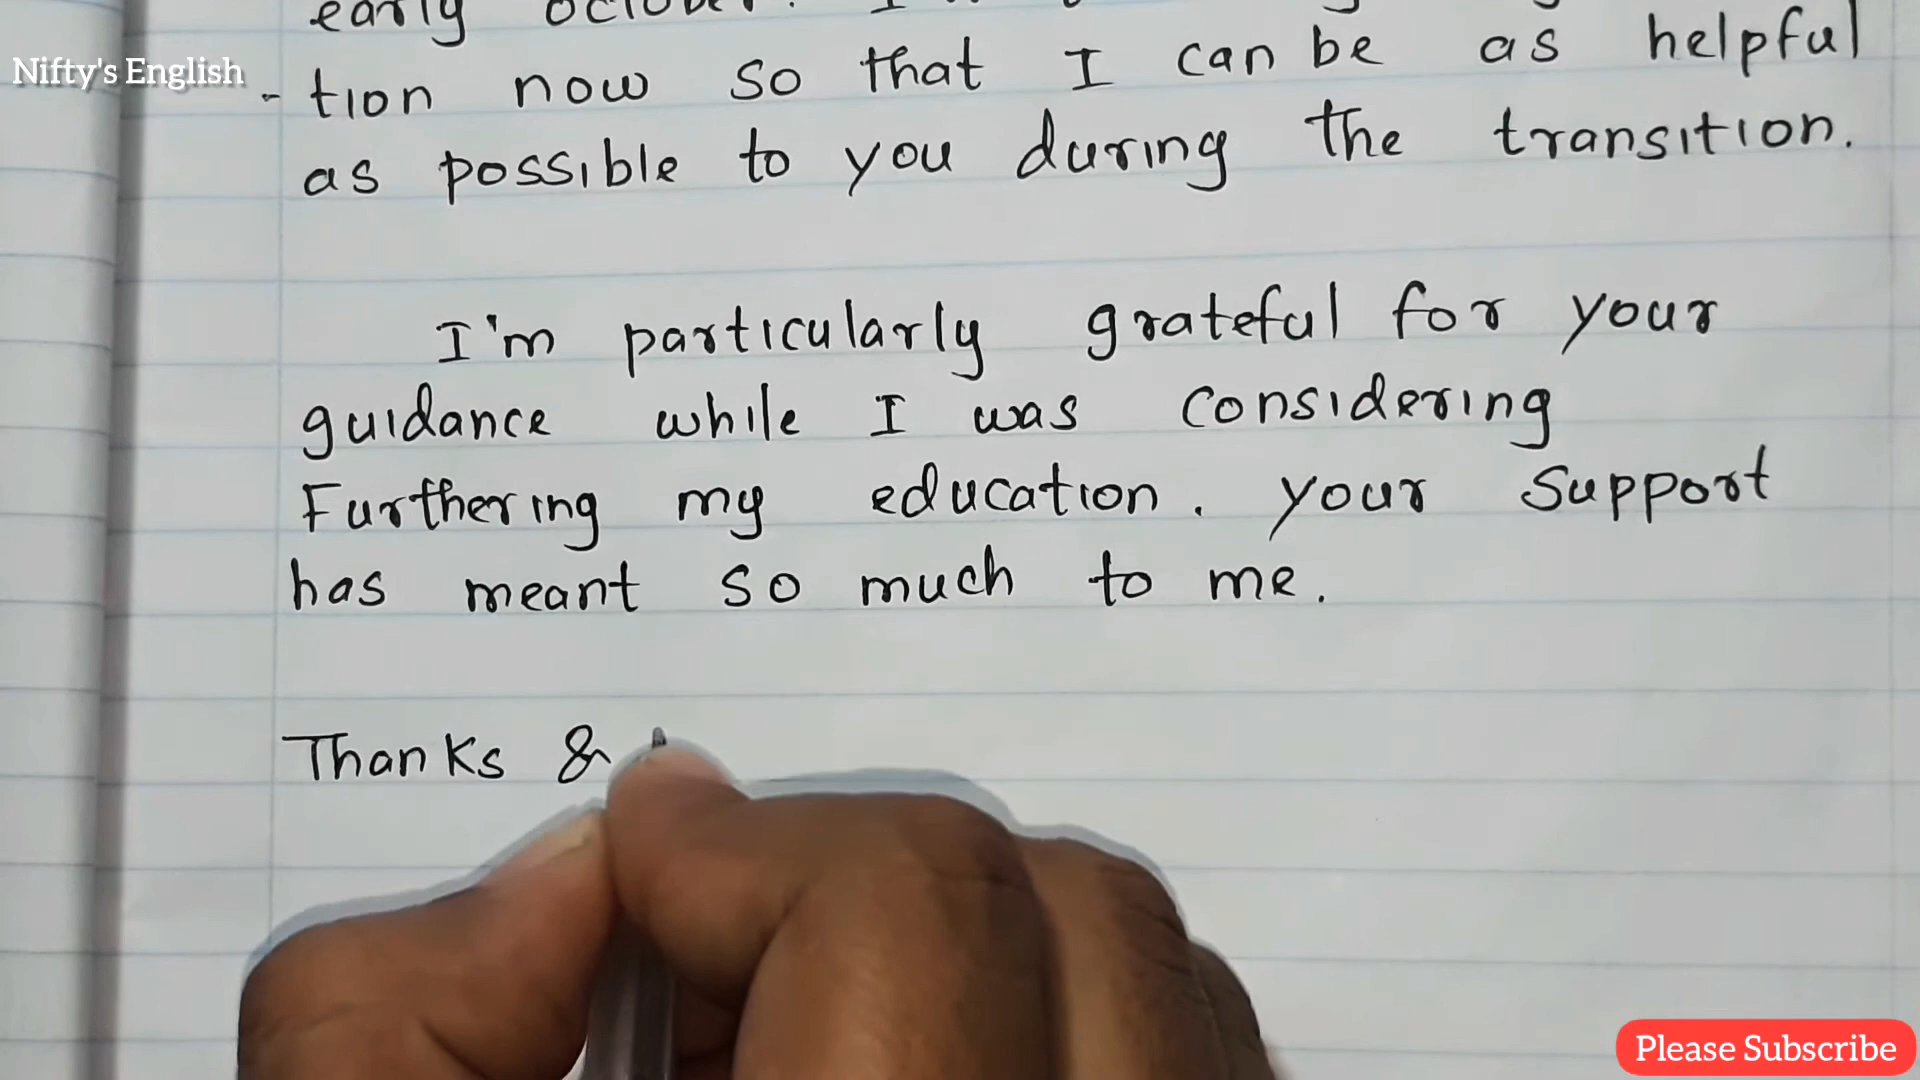 early october.
Nifty's English
-tion now so that I can be as helpful
as possible to you during the transition.
I'm particularly grateful for your
guidance while I was considering
Furthering my education. your support
has meant so much to me.
Thanks &
Please Subscribe